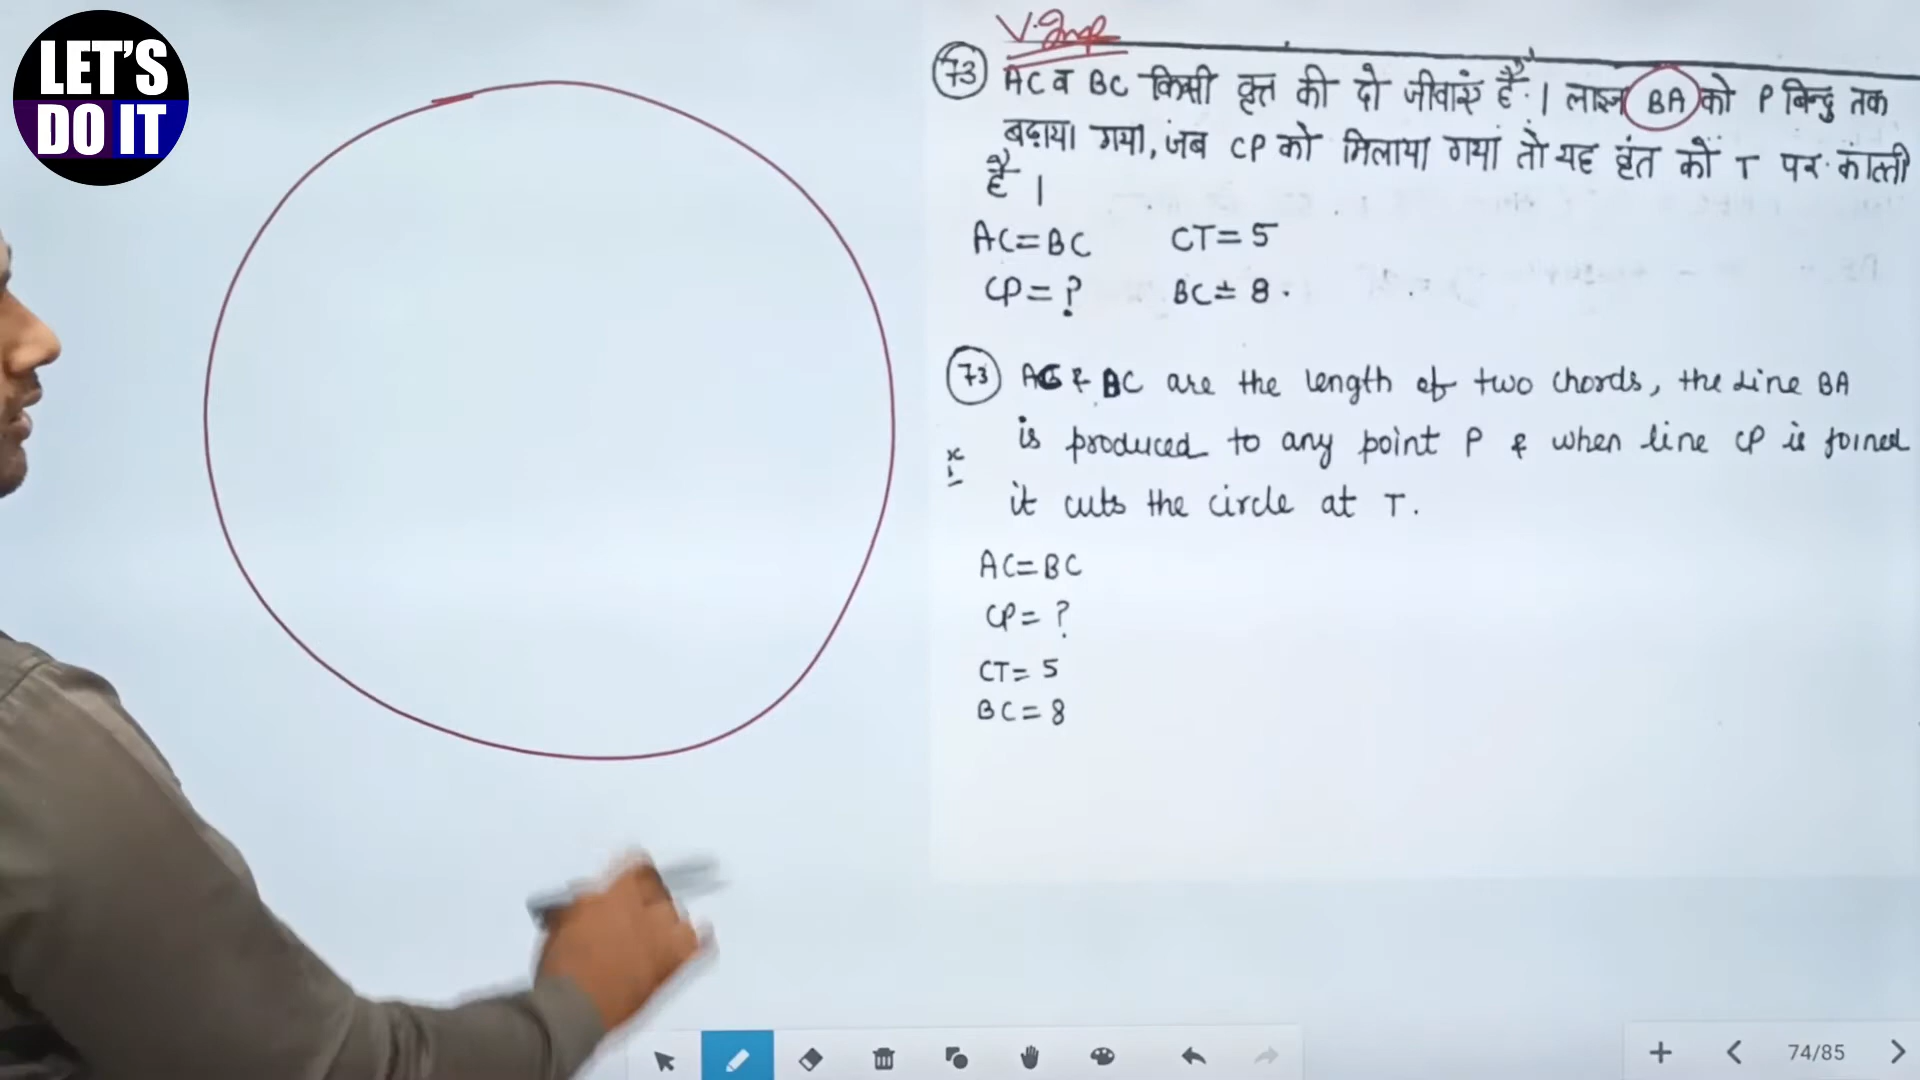 LET'S
DO IT
V.Imp
73 AC व BC किसी वृत्त की दो जीवाएं हैं । लाइन BA को P बिन्दु तक
बढ़ाया गया, जब CP को मिलाया गया तो यह वृत को T पर काटती
है ।
AC=BC CT= 5
CP= ? BC= 8.
73 AC & BC are the length of two chords, the Line BA
is produced to any point P & when line CP is joined
it cuts the circle at T.
AC=BC
CP= ?
CT= 5
BC= 8
74/85